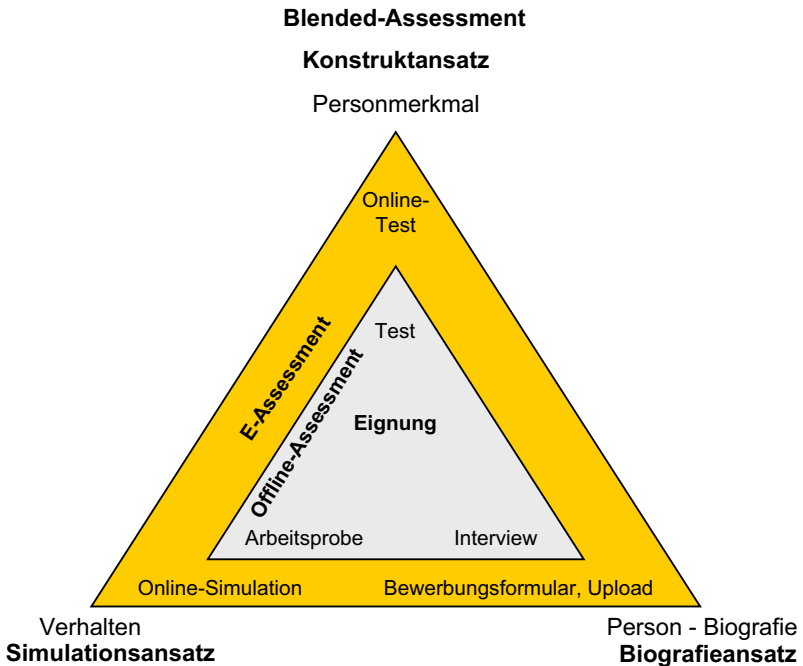 Blended-Assessment
Konstruktansatz
Personmerkmal
Online-
Test
E-Assessment
Test
Offline-Assessment
Eignung
Arbeitsprobe
Interview
Online-Simulation
Bewerbungsformular, Upload
Verhalten
Simulationsansatz
Person - Biografie
Biografieansatz